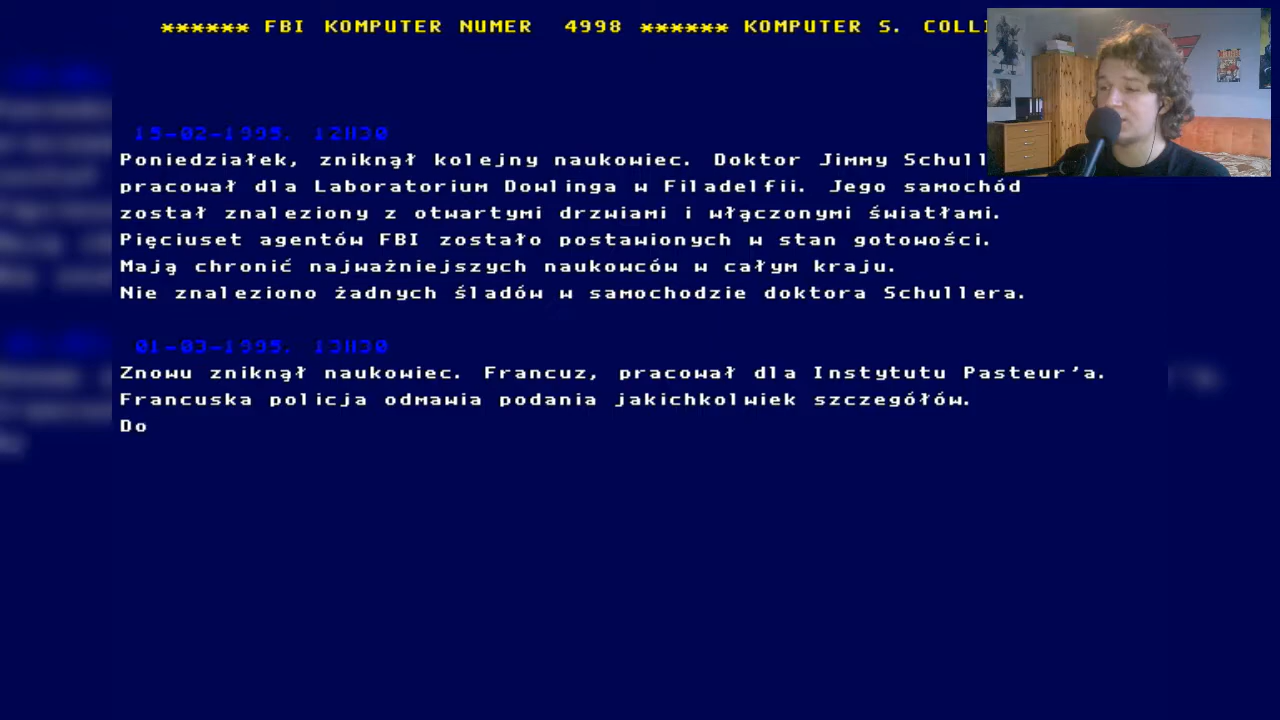 ****** FBI KOMPUTER NUMER 4998 ****** KOMPUTER S. COLLI
15-02-1995. 12H30
Poniedziałek, zniknął kolejny naukowiec. Doktor Jimmy Schull
pracował dla Laboratorium Dowlinga w Filadelfii. Jego samochód
został znaleziony z otwartymi drzwiami i włączonymi światłami.
Pięciuset agentów FBI zostało postawionych w stan gotowości.
Mają chronić najważniejszych naukowców w całym kraju.
Nie znaleziono żadnych śladów w samochodzie doktora Schullera.
01-03-1995. 13H30
Znowu zniknął naukowiec. Francuz, pracował dla Instytutu Pasteur'a.
Francuska policja odmawia podania jakichkolwiek szczegółów.
Do